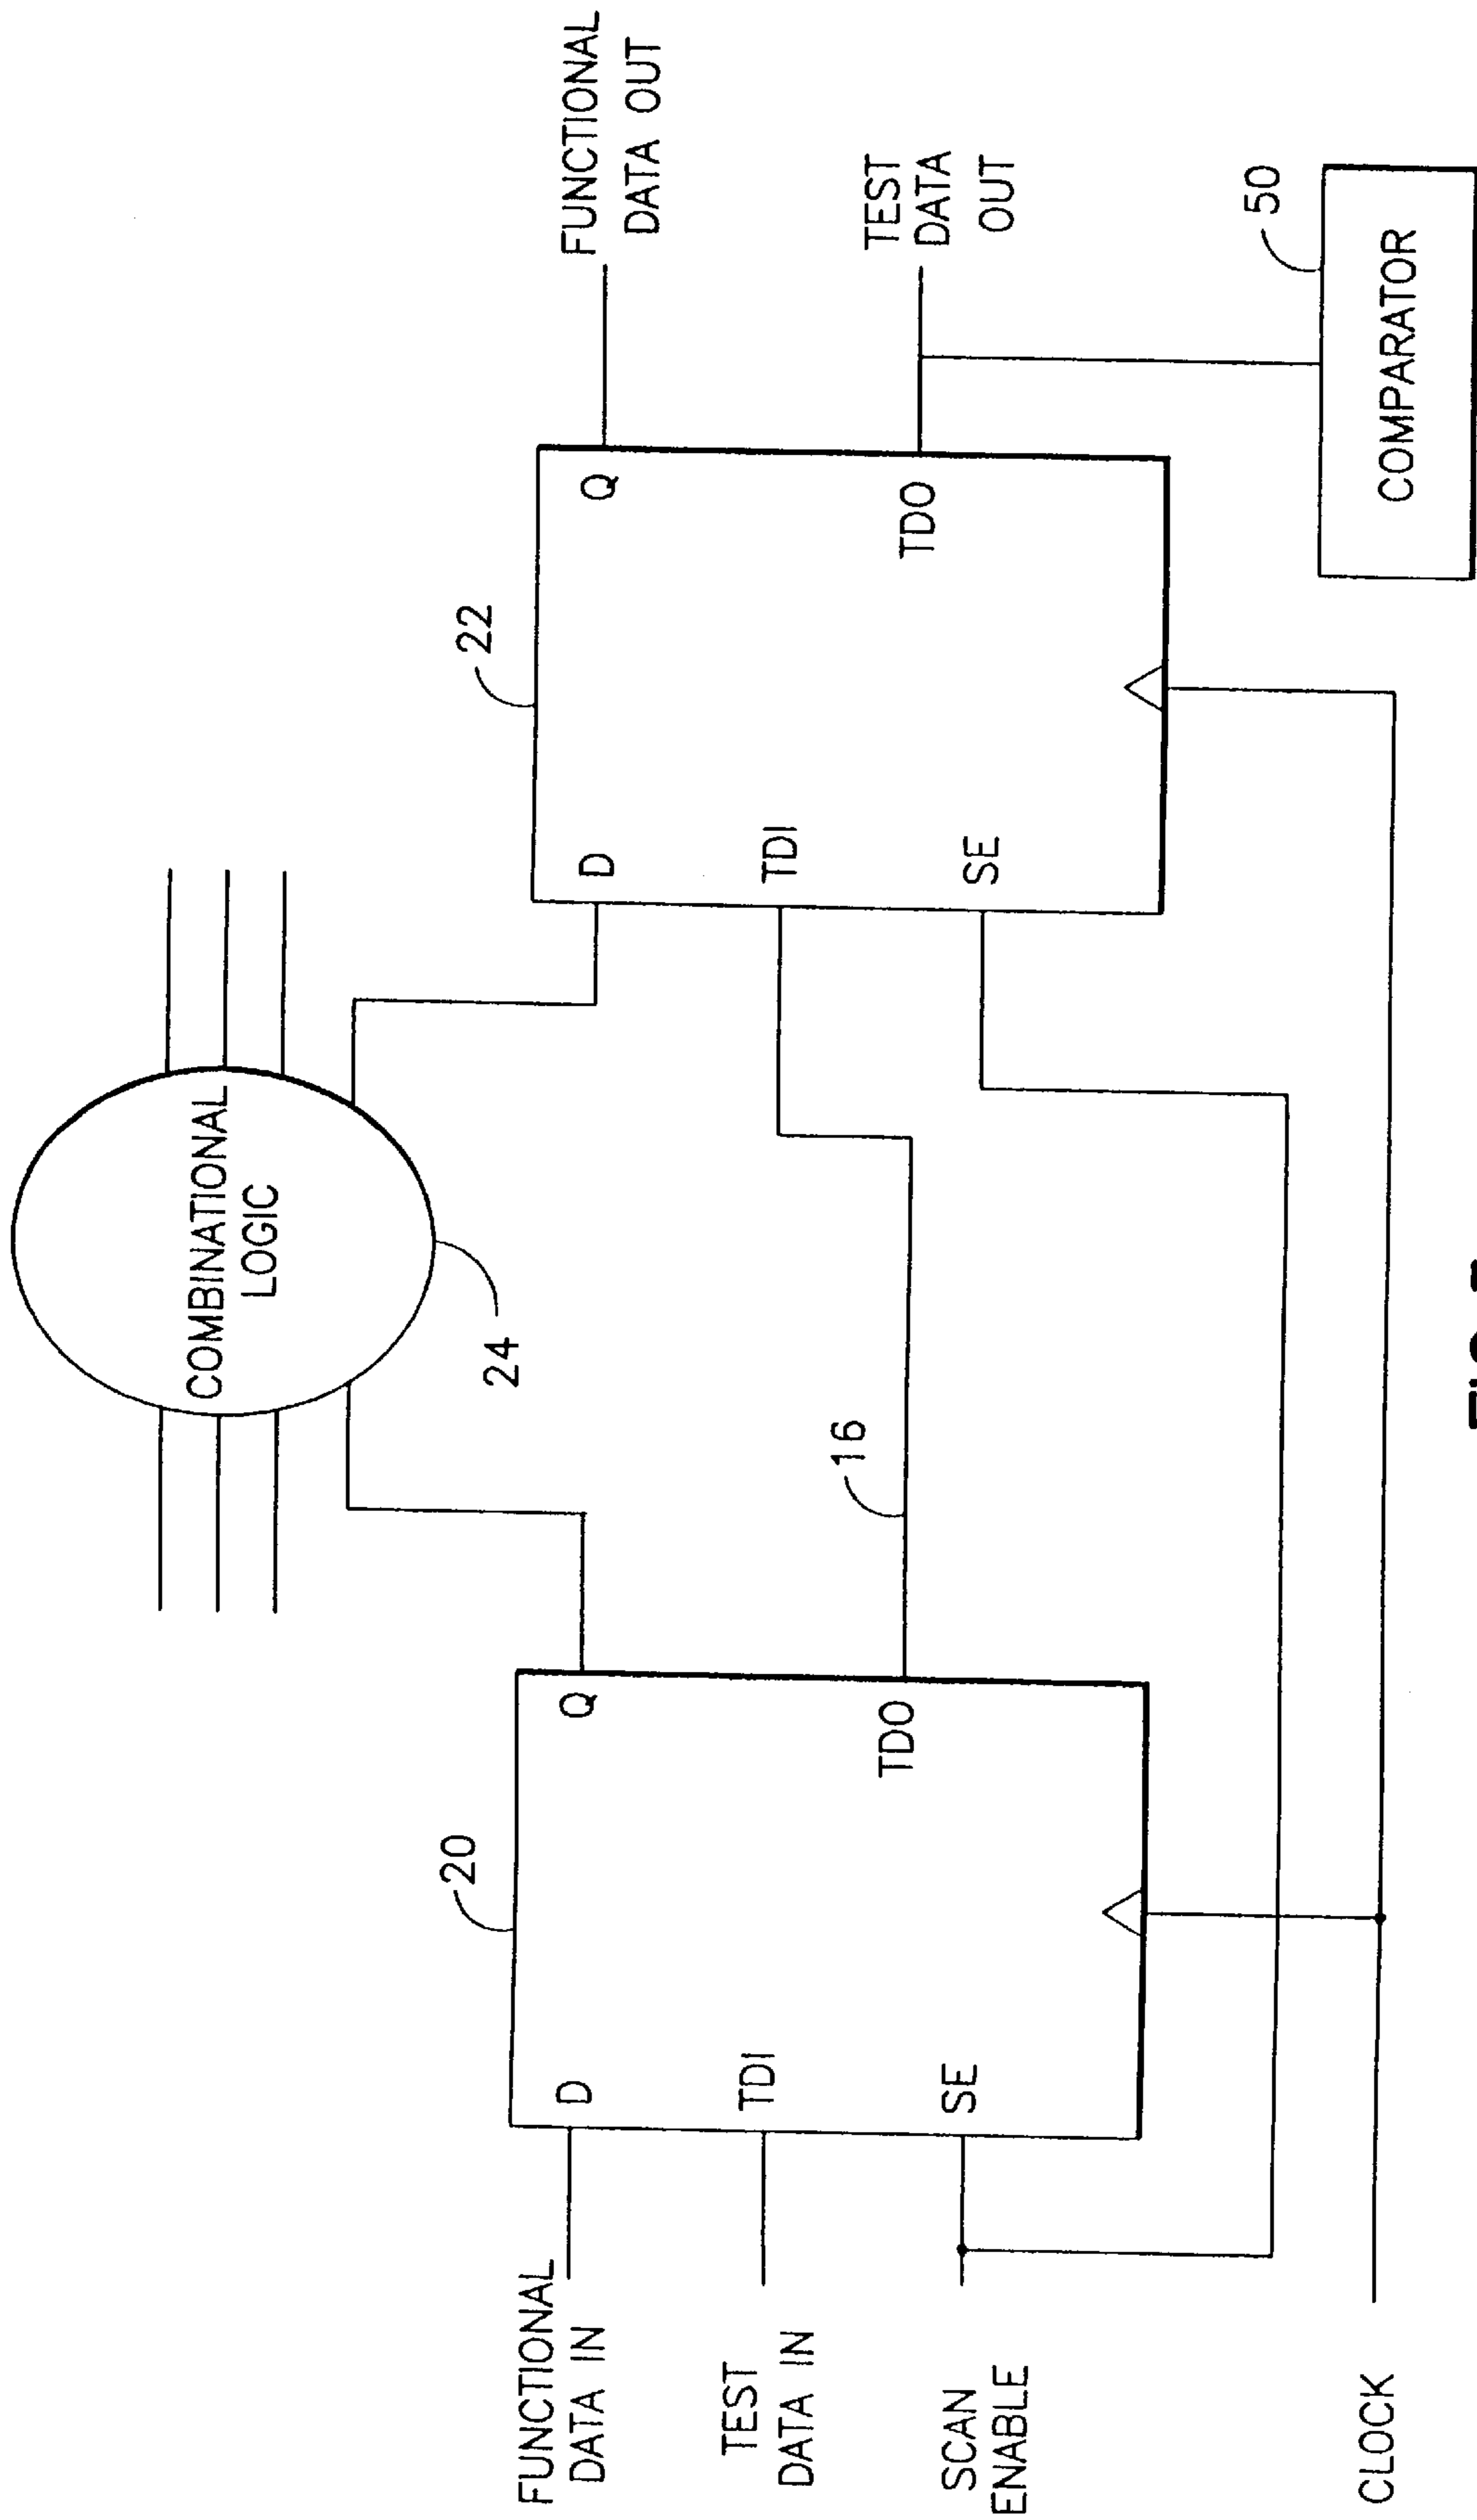 COMBINATIONAL
LOGIC
24
20
22
FUNCTIONAL
DATA IN
D
Q
D
Q
FUNCTIONAL
DATA OUT
TEST
DATA IN
TDI
16
TDI
TDO
TDO
TEST
DATA
OUT
SCAN
ENABLE
SE
SE
CLOCK
50
COMPARATOR